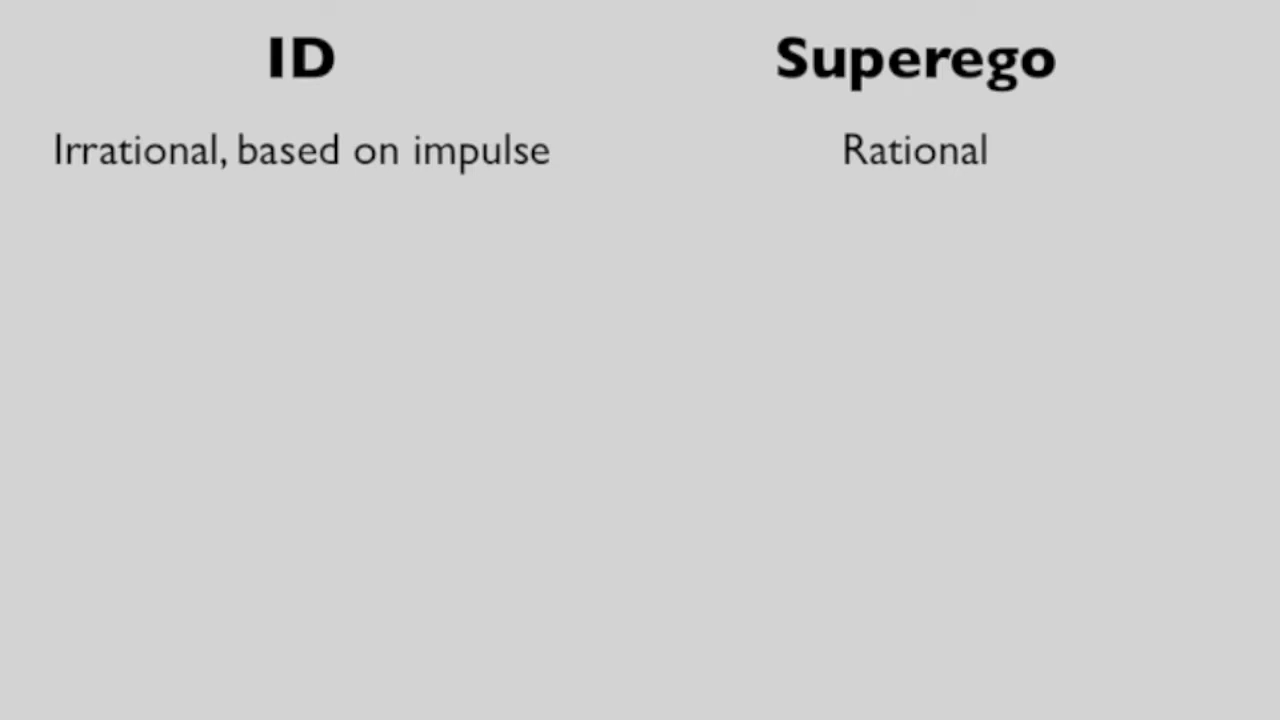 ID
Superego
Irrational, based on impulse
Rational